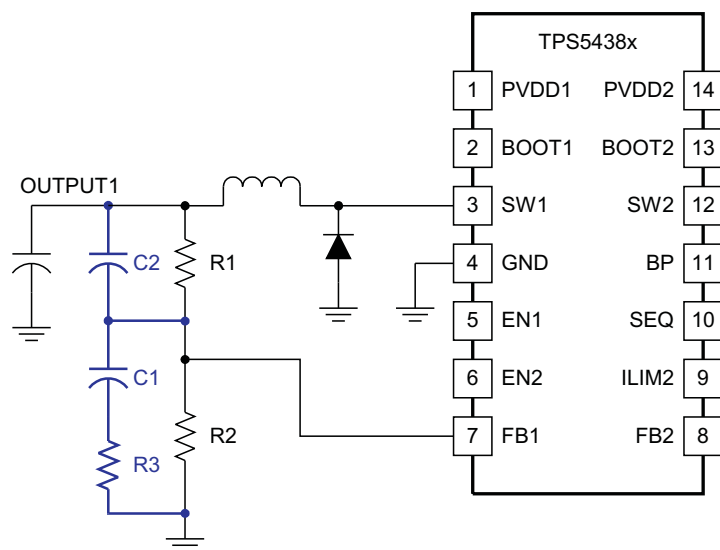 TPS5438x
1 PVDD1 PVDD2 14
2 BOOT1 BOOT2 13
OUTPUT1
3 SW1 SW2 12
C2 R1
4 GND BP 11
5 EN1 SEQ 10
C1
6 EN2 ILIM2 9
R2
7 FB1 FB2 8
R3